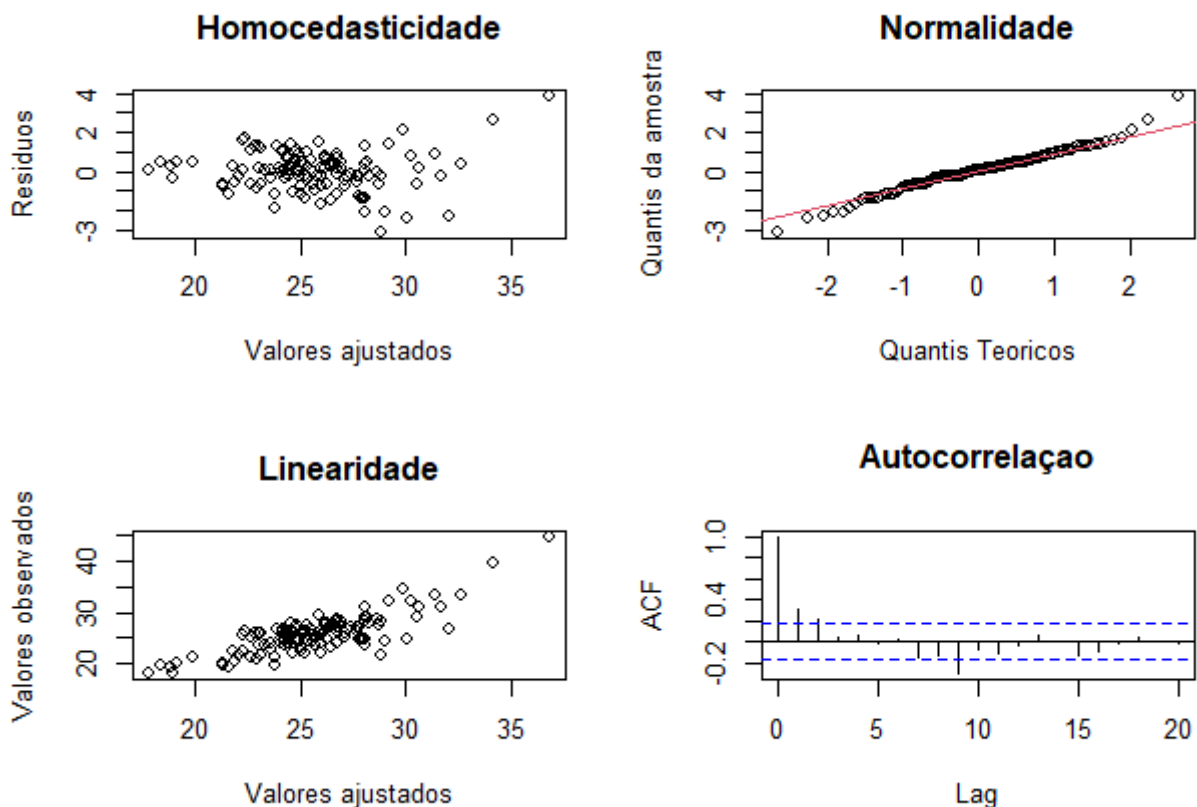 Homocedasticidade
Residuos
4
2
0
-3
20 25 30 35
Valores ajustados
Normalidade
Quantis da amostra
4
2
0
-3
-2 -1 0 1 2
Quantis Teoricos
Linearidade
Valores observados
40
30
20
20 25 30 35
Valores ajustados
Autocorrelaçao
ACF
1.0
0.4
-0.2
0 5 10 15 20
Lag